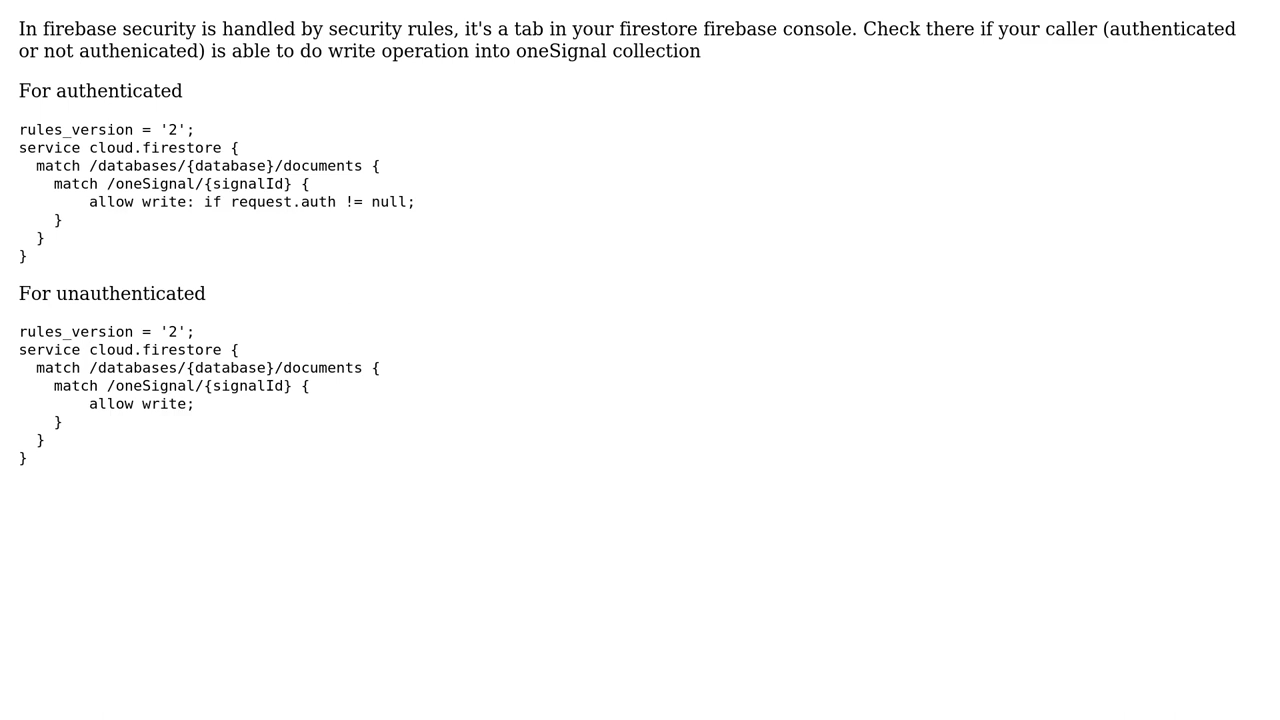 In firebase security is handled by security rules, it's a tab in your firestore firebase console. Check there if your caller (authenticated
or not authenicated) is able to do write operation into oneSignal collection
For authenticated
rules_version = '2';
service cloud.firestore {
  match /databases/{database}/documents {
    match /oneSignal/{signalId} {
        allow write: if request.auth != null;
    }
  }
}
For unauthenticated
rules_version = '2';
service cloud.firestore {
  match /databases/{database}/documents {
    match /oneSignal/{signalId} {
        allow write;
    }
  }
}